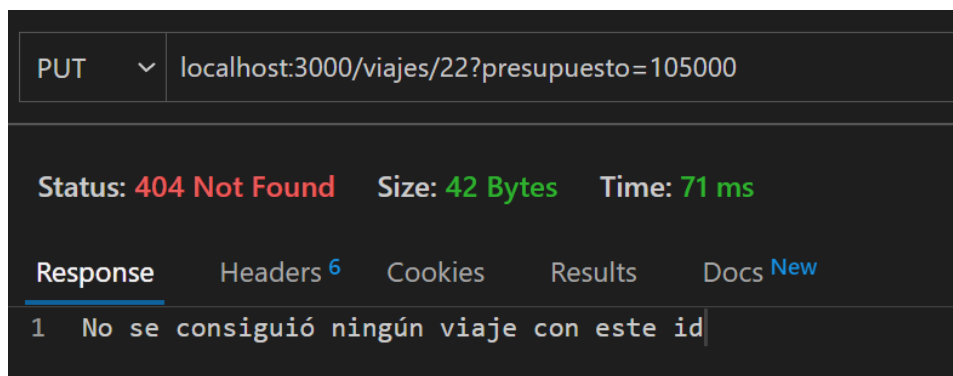 PUT localhost:3000/viajes/22?presupuesto=105000
Status: 404 Not Found Size: 42 Bytes Time: 71 ms
Response Headers 6 Cookies Results Docs New
1 No se consiguió ningún viaje con este id